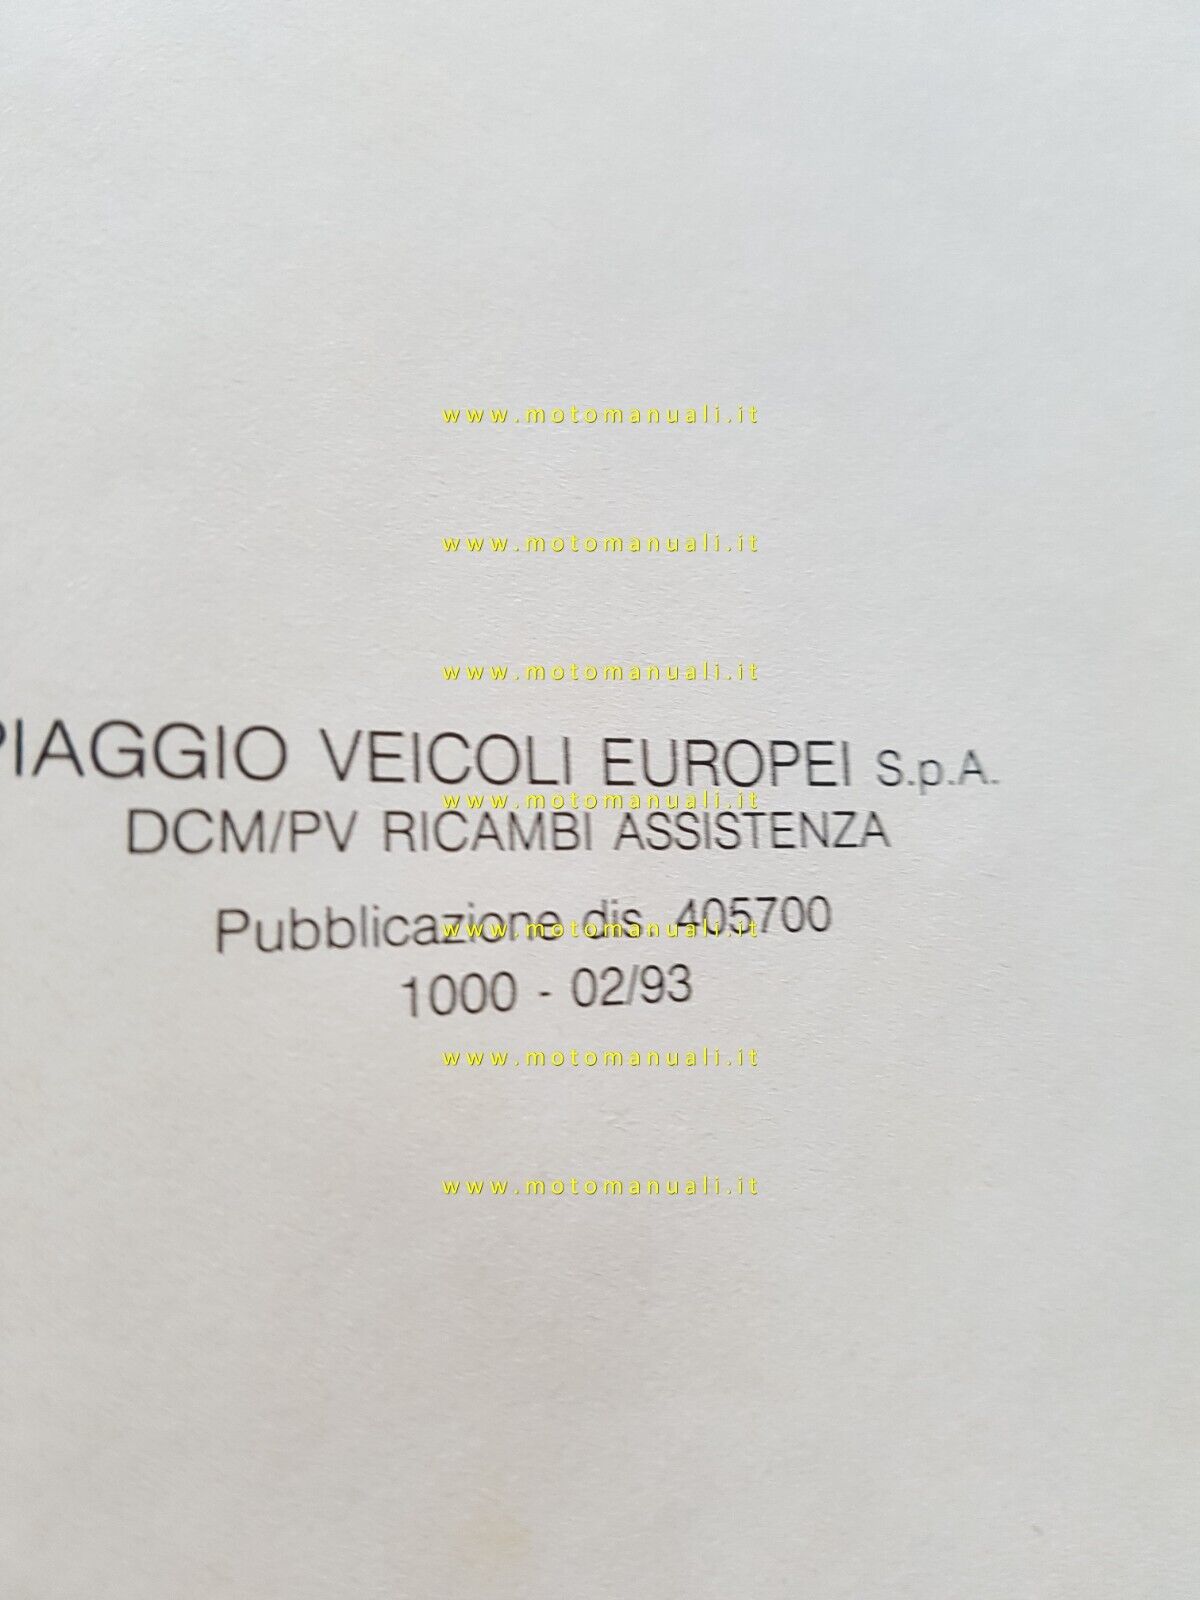 www.motomanuali.it
www.motomanuali.it
www.motomanuali.it
PIAGGIO VEICOLI EUROPEI S.p.A.
www.motomanuali.it
DCM/PV RICAMBI ASSISTENZA
Pubblicazione dis. 405700
www.motomanuali.it
1000 - 02/93
www.motomanuali.it
www.motomanuali.it